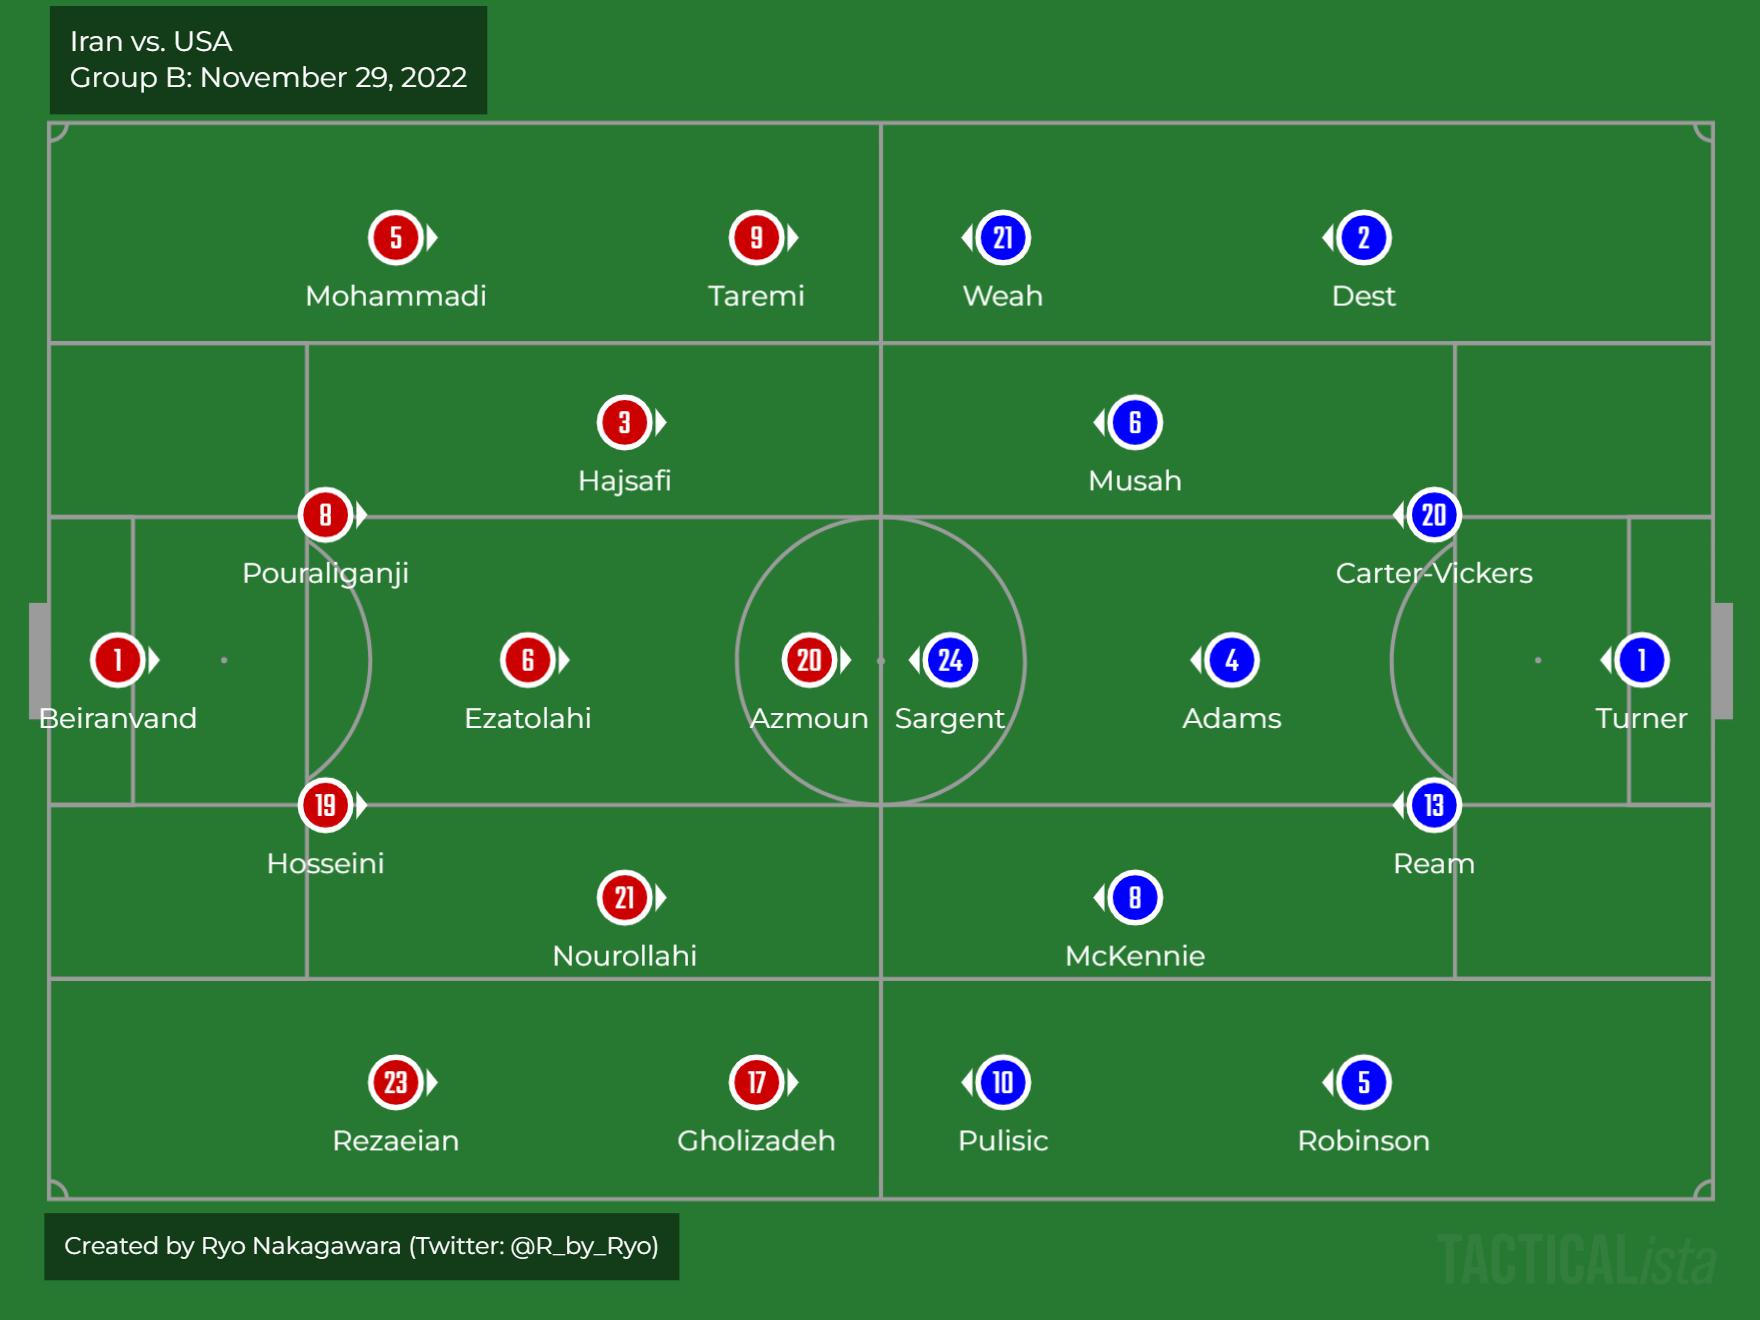 Iran vs. USA
Group B: November 29, 2022
5
9
21
2
Mohammadi
Taremi
Weah
Dest
3
6
Hajsafi
Musah
8
20
Pouraliganji
Carter-Vickers
1
6
20
24
4
1
Beiranvand
Ezatolahi
Azmoun
Sargent
Adams
Turner
19
13
Hosseini
Ream
21
8
Nourollahi
McKennie
23
17
10
5
Rezaeian
Gholizadeh
Pulisic
Robinson
Created by Ryo Nakagawara (Twitter: @R_by_Ryo)
TACTICALista